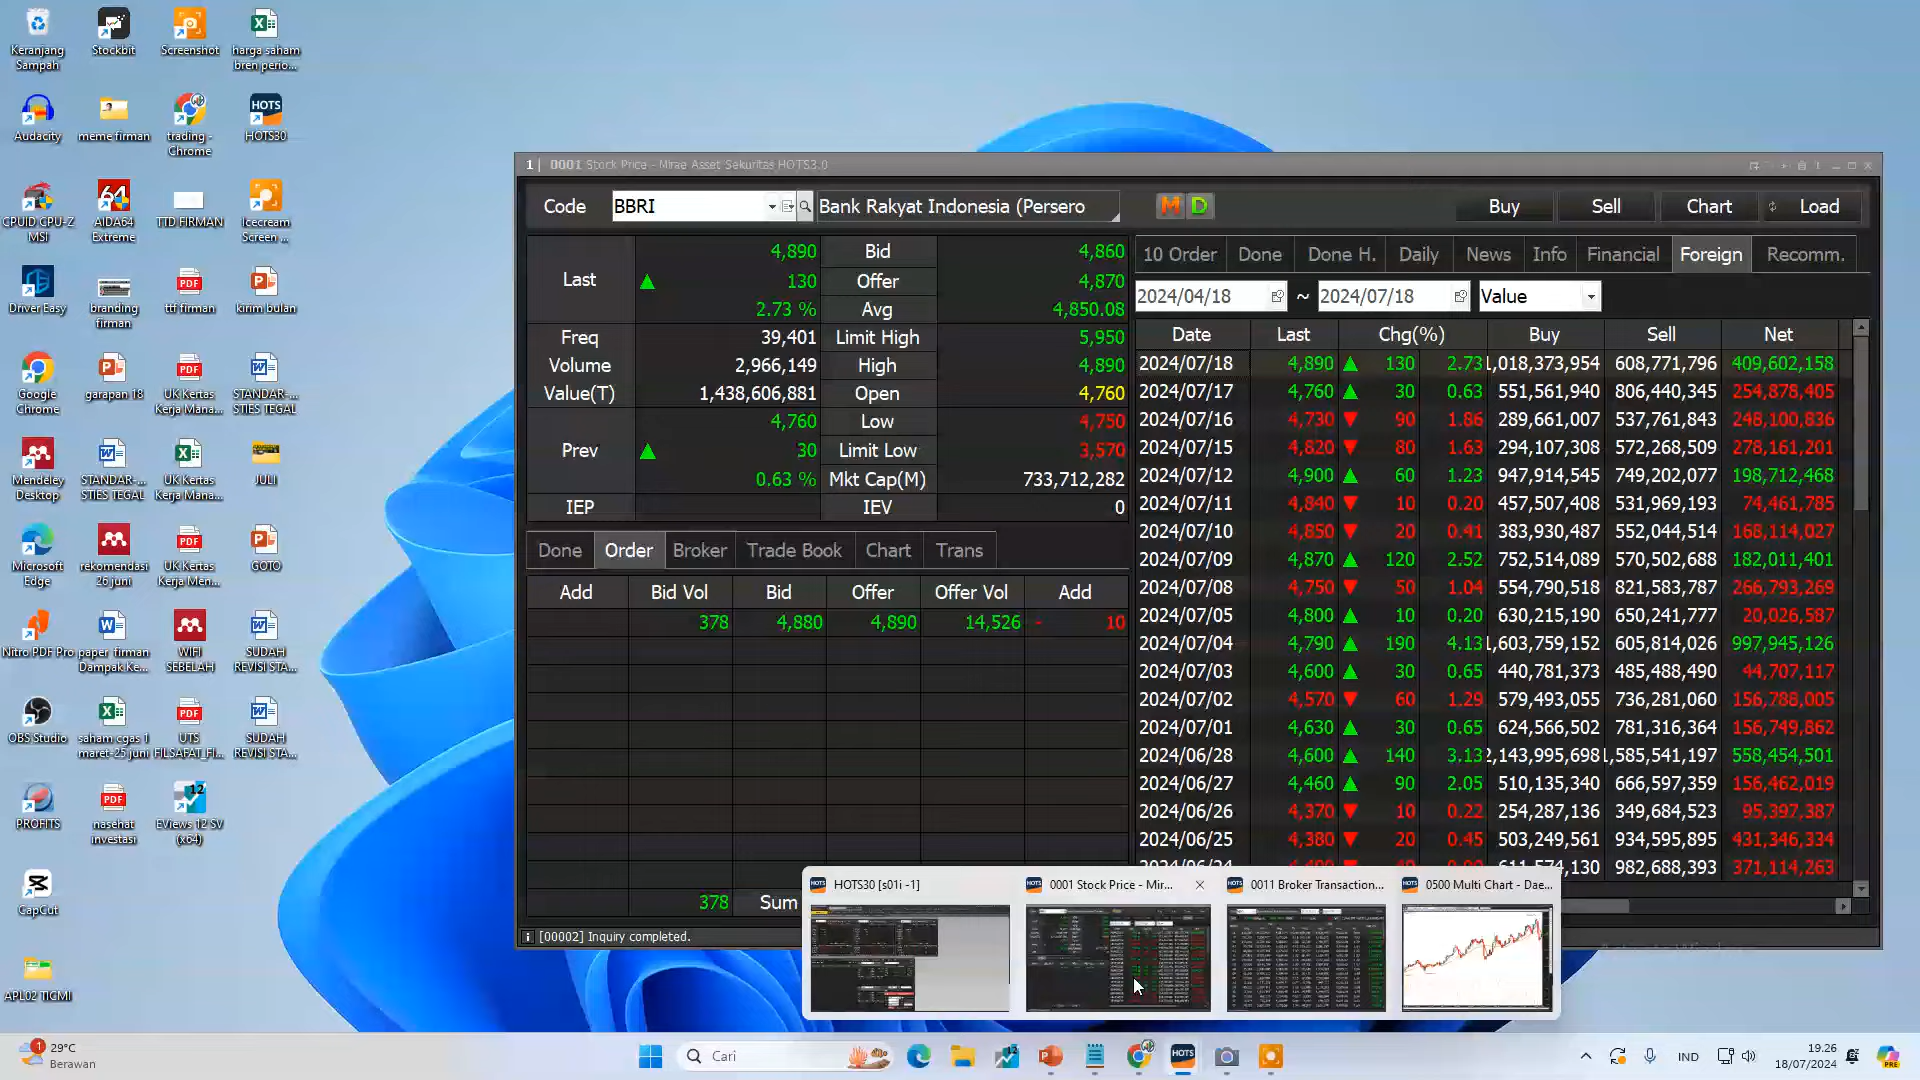 Keranjang Sampah
Stockbit
Screenshot
harga saham bren perio...
Audacity
meme firman
trading - Chrome
HOTS30
CPUID CPU-Z MSI
AIDA64 Extreme
TTD FIRMAN
Icecream Screen ...
Driver Easy
branding firman
ttf firman
kirim bulan
Google Chrome
garapan 18
UK Kertas Kerja Mana...
STANDAR-... STIES TEGAL
Mendeley Desktop
STANDAR-... STIES TEGAL
UK Kertas Kerja Mana...
JULI
Microsoft Edge
rekomendasi 26 juni
UK Kertas Kerja Men...
GOTO
Nitro PDF Pro
paper firman Dampak Ke...
WIFI SEBELAH
SUDAH REVISI STA...
OBS Studio
saham cgas 1 maret-25 juni
UTS FILSAFAT_FI...
SUDAH REVISI STA...
PROFITS
nasehat investasi
EViews 12 SV (x64)
CapCut
APL02 TICMI
1 | 0001 Stock Price - Mirae Asset Sekuritas HOTS3.0
Code BBRI Bank Rakyat Indonesia (Persero M D Buy Sell Chart Load
Last 4,890 Bid 4,860
130 Offer 4,870
2.73 % Avg 4,850.08
Freq 39,401 Limit High 5,950
Volume 2,966,149 High 4,890
Value(T) 1,438,606,881 Open 4,760
Prev 4,760 Low 4,750
30 Limit Low 3,570
0.63 % Mkt Cap(M) 733,712,282
IEP IEV 0
Done Order Broker Trade Book Chart Trans
Add Bid Vol Bid Offer Offer Vol Add
378 4,880 4,890 14,526 - 10
378 Sum
[00002] Inquiry completed.
10 Order Done Done H. Daily News Info Financial Foreign Recomm.
2024/04/18 ~ 2024/07/18 Value
Date Last Chg(%) Buy Sell Net
2024/07/18 4,890 130 2.73 1,018,373,954 608,771,796 409,602,158
2024/07/17 4,760 30 0.63 551,561,940 806,440,345 254,878,405
2024/07/16 4,730 90 1.86 289,661,007 537,761,843 248,100,836
2024/07/15 4,820 80 1.63 294,107,308 572,268,509 278,161,201
2024/07/12 4,900 60 1.23 947,914,545 749,202,077 198,712,468
2024/07/11 4,840 10 0.20 457,507,408 531,969,193 74,461,785
2024/07/10 4,850 20 0.41 383,930,487 552,044,514 168,114,027
2024/07/09 4,870 120 2.52 752,514,089 570,502,688 182,011,401
2024/07/08 4,750 50 1.04 554,790,518 821,583,787 266,793,269
2024/07/05 4,800 10 0.20 630,215,190 650,241,777 20,026,587
2024/07/04 4,790 190 4.13 1,603,759,152 605,814,026 997,945,126
2024/07/03 4,600 30 0.65 440,781,373 485,488,490 44,707,117
2024/07/02 4,570 60 1.29 579,493,055 736,281,060 156,788,005
2024/07/01 4,630 30 0.65 624,566,502 781,316,364 156,749,862
2024/06/28 4,600 140 3.13 2,143,995,698 1,585,541,197 558,454,501
2024/06/27 4,460 90 2.05 510,135,340 666,597,359 156,462,019
2024/06/26 4,370 10 0.22 254,287,136 349,684,523 95,397,387
2024/06/25 4,380 20 0.45 503,249,561 934,595,895 431,346,334
982,688,393 371,114,263
HOTS30 [s01i -1]
0001 Stock Price - Mir...
0011 Broker Transaction...
0500 Multi Chart - Dae...
1 29°C
Berawan
Cari
HOTS
IND
19.26
18/07/2024
PRE